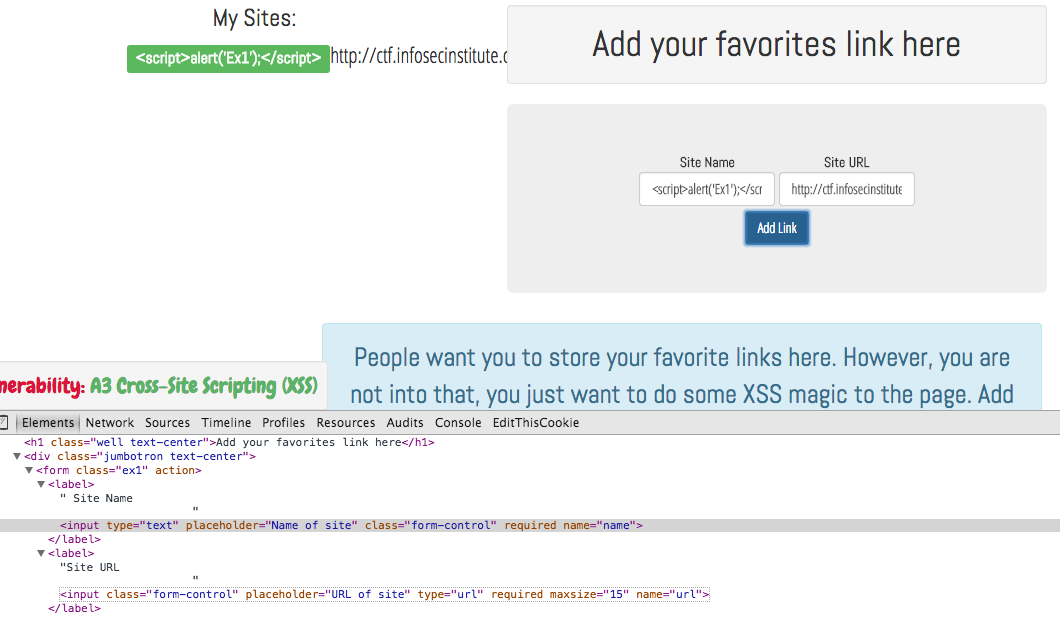 My Sites:
<script>alert('Ex1');</script> http://ctf.infosecinstitute.c
Add your favorites link here
Site Name Site URL
<script>alert('Ex1');</scr http://ctf.infosecinstitute
Add Link
People want you to store your favorite links here. However, you are
not into that, you just want to do some XSS magic to the page. Add
nerability: A3 Cross-Site Scripting (XSS)
Elements Network Sources Timeline Profiles Resources Audits Console EditThisCookie
<h1 class="well text-center">Add your favorites link here</h1>
▼<div class="jumbotron text-center">
▼<form class="ex1" action>
▼<label>
" Site Name
"
<input type="text" placeholder="Name of site" class="form-control" required name="name">
</label>
▼<label>
"Site URL
"
<input class="form-control" placeholder="URL of site" type="url" required maxsize="15" name="url">
</label>